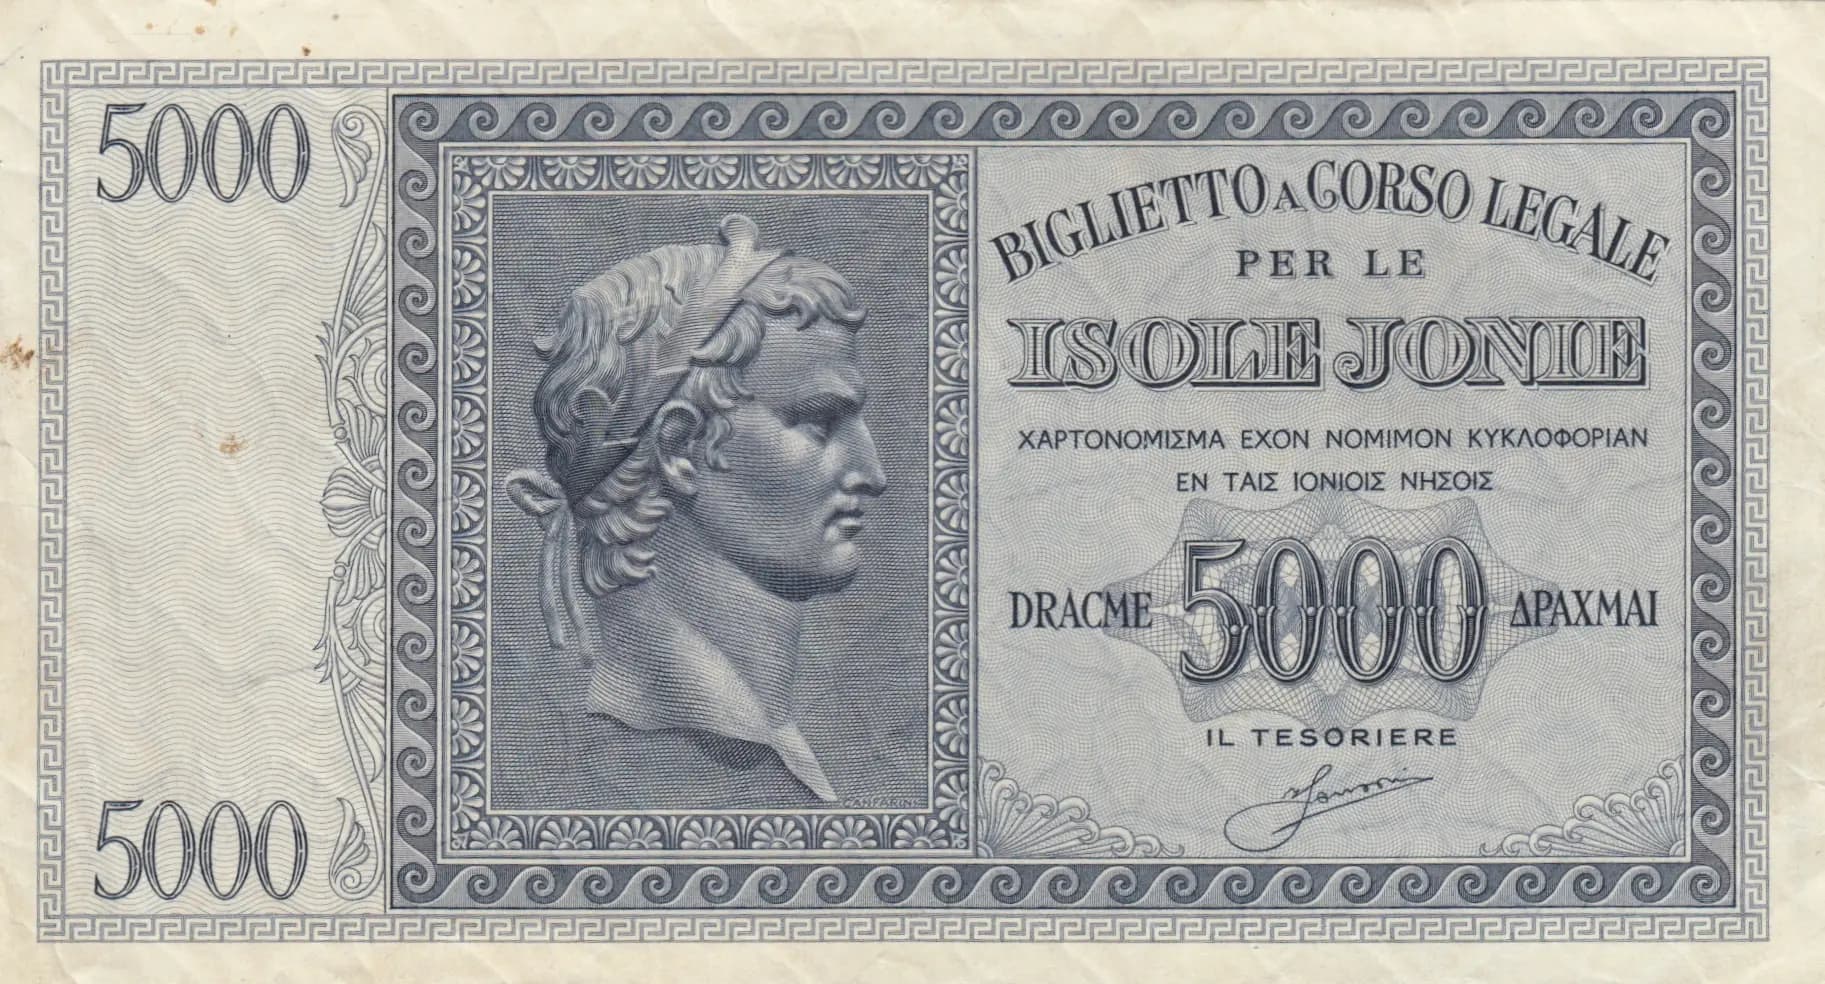 5000
BIGLIETTO A CORSO LEGALE
PER LE
ISOLE JONIE
ΧΑΡΤΟΝΟΜΙΣΜΑ ΕΧΟΝ ΝΟΜΙΜΟΝ ΚΥΚΛΟΦΟΡΙΑΝ
ΕΝ ΤΑΙΣ ΙΟΝΙΟΙΣ ΝΗΣΟΙΣ
DRACME 5000 ΔΡΑΧΜΑΙ
IL TESORIERE
5000